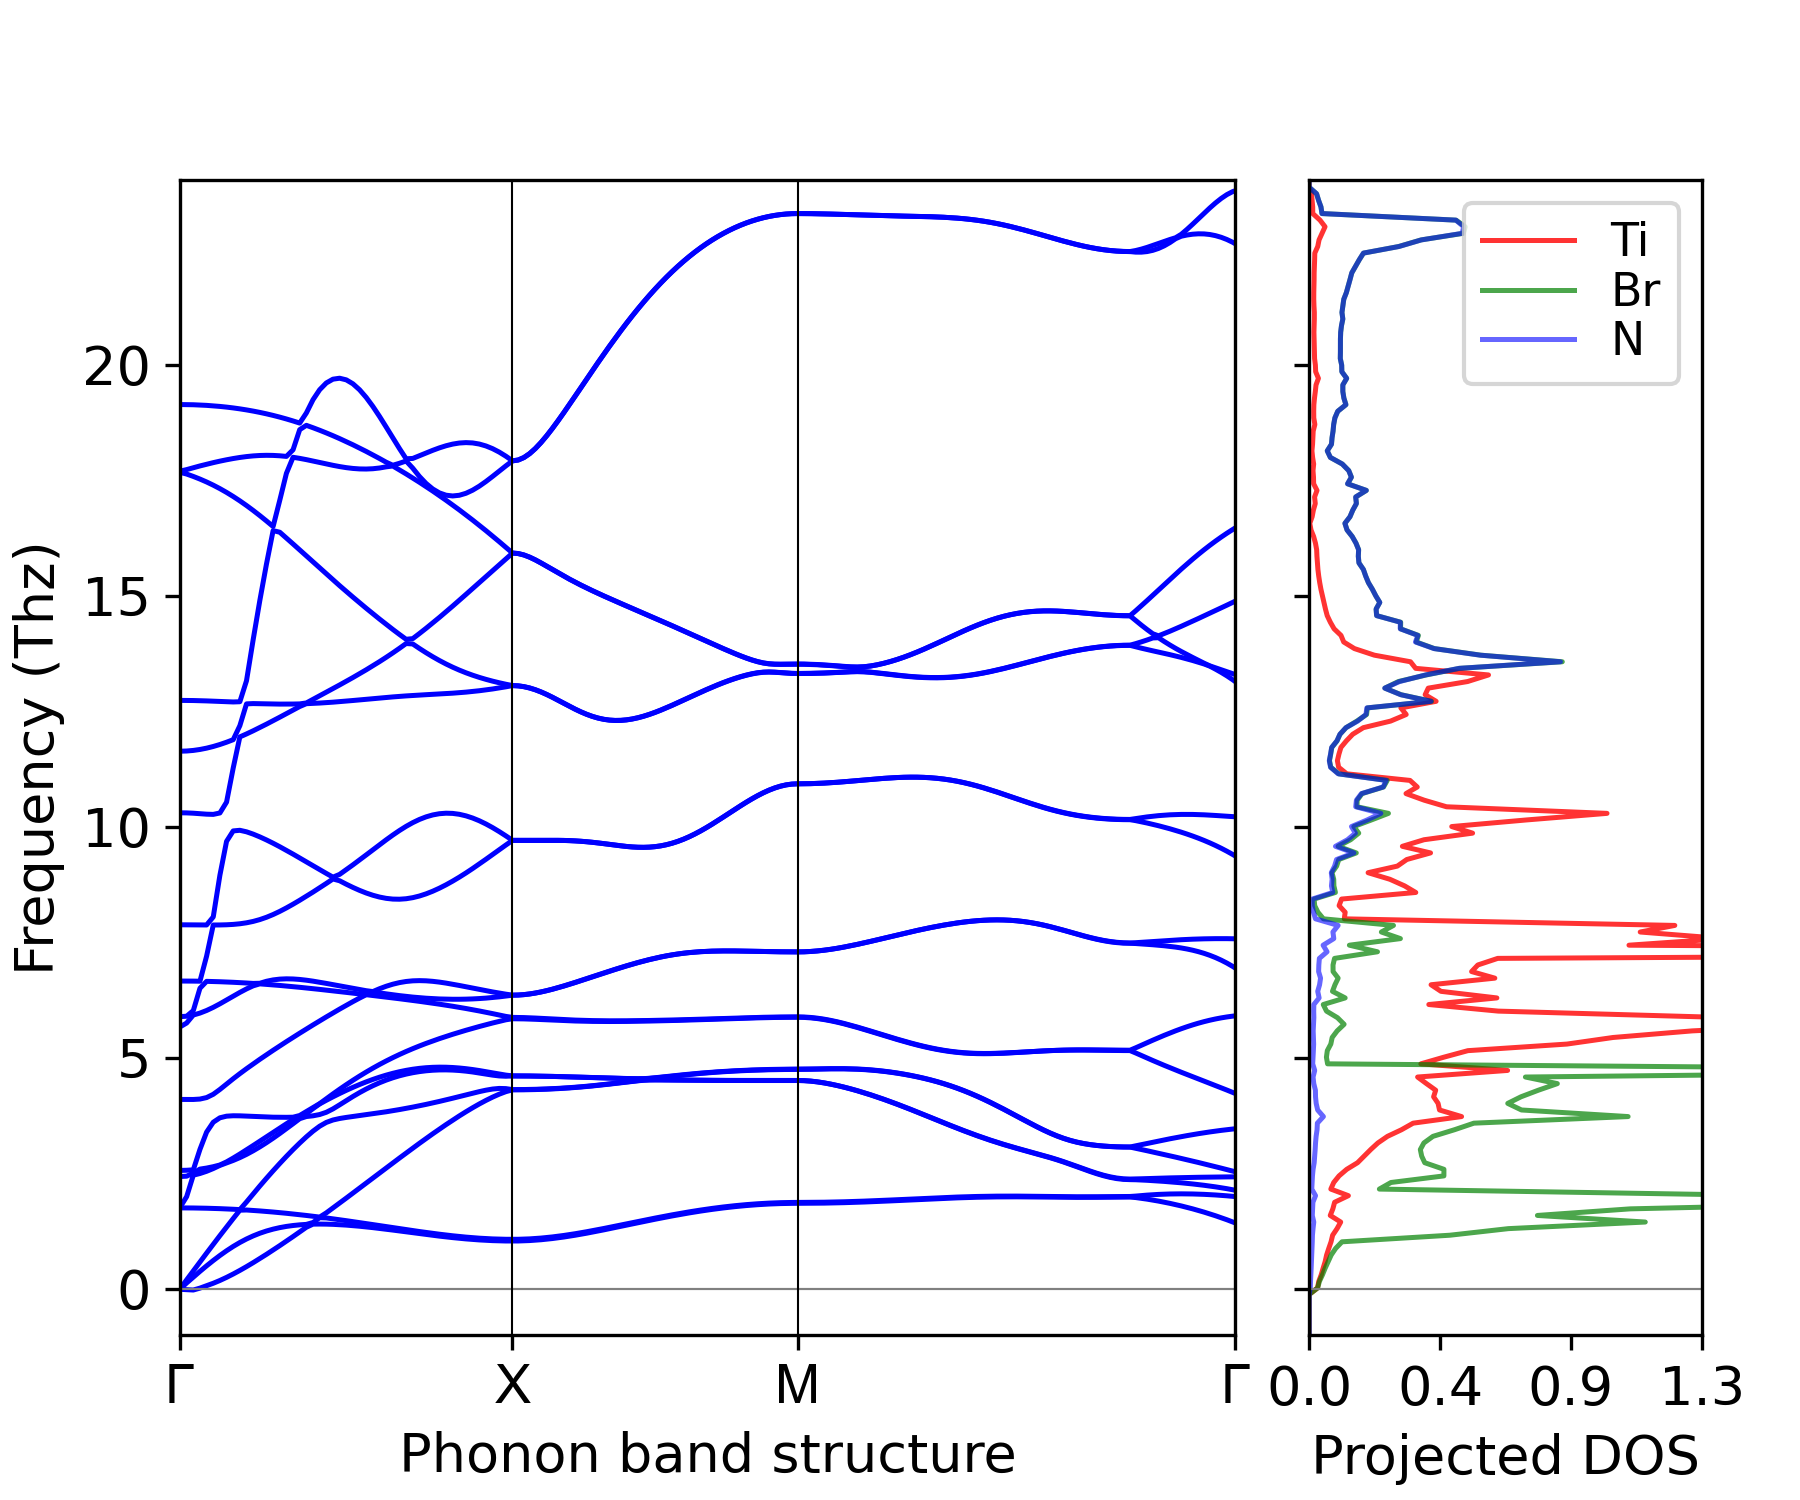 Frequency (Thz)
20
15
10
5
0
Γ X M Γ
Phonon band structure
Ti
Br
N
0.0 0.4 0.9 1.3
Projected DOS